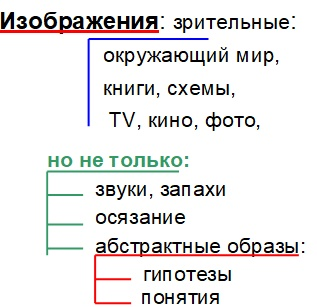 Изображения: зрительные:
окружающий мир,
книги, схемы,
TV, кино, фото,
но не только:
звуки, запахи
осязание
абстрактные образы:
гипотезы
понятия